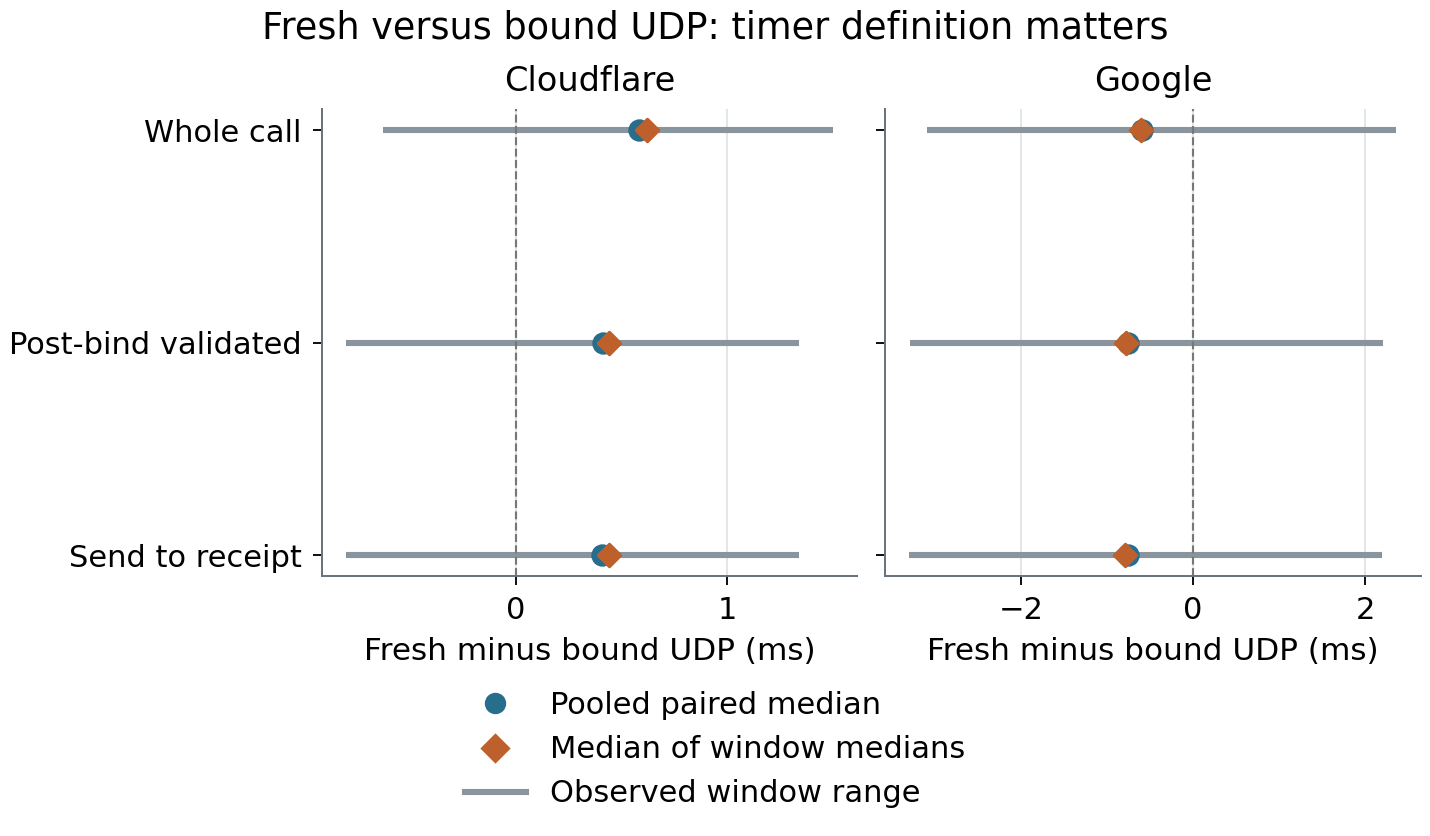 Fresh versus bound UDP: timer definition matters
Cloudflare
Google
Whole call
Post-bind validated
Send to receipt
0
1
−2
0
2
Fresh minus bound UDP (ms)
Fresh minus bound UDP (ms)
Pooled paired median
Median of window medians
Observed window range